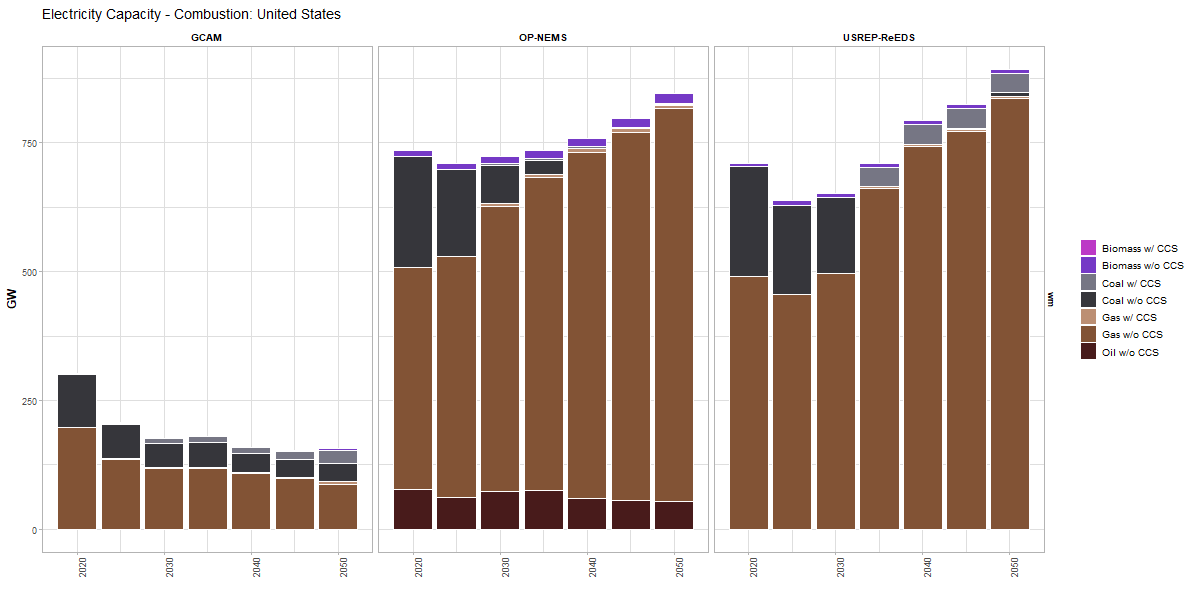 Electricity Capacity - Combustion: United States
GCAM
OP-NEMS
USREP-ReEDS
GW
750
500
250
0
2020
2030
2040
2050
2020
2030
2040
2050
2020
2030
2040
2050
wm
Biomass w/ CCS
Biomass w/o CCS
Coal w/ CCS
Coal w/o CCS
Gas w/ CCS
Gas w/o CCS
Oil w/o CCS